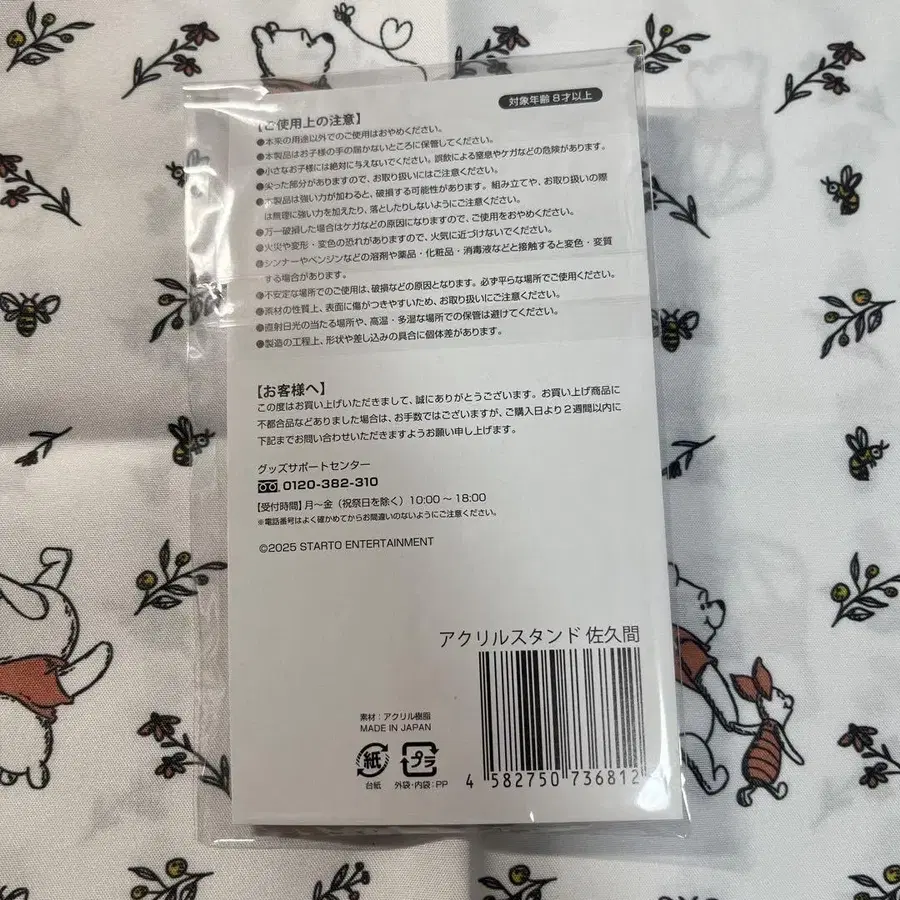 対象年齢 8才以上
【ご使用上の注意】
●本来の用途以外でのご使用はおやめください。
●本製品はお子様の手の届かないところに保管してください。
●小さなお子様には絶対に与えないでください。誤飲による窒息やケガなどの危険があります。
●尖った部分がありますので、お取り扱いにはご注意ください。
●本製品は強い力が加わると、破損する可能性があります。組み立てや、お取り扱いの際
は無理に強い力を加えたり、落としたりしないようにご注意ください。
●万一破損した場合はケガなどの原因になりますので、ご使用をおやめください。
●火災や変形・変色の恐れがありますので、火気に近づけないでください。
●シンナーやベンジンなどの溶剤や薬品・化粧品・消毒液などと接触すると変色・変質
する場合があります。
●不安定な場所でのご使用は、破損などの原因となります。必ず平らな場所でご使用ください。
●素材の性質上、表面に傷がつきやすいため、お取り扱いにご注意ください。
●直射日光の当たる場所や、高温・多湿な場所での保管は避けてください。
●製造の工程上、形状や差し込みの具合に個体差があります。
【お客様へ】
この度はお買い上げいただきまして、誠にありがとうございます。お買い上げ商品に
不都合品などありました場合は、お手数ではございますが、ご購入日より2週間以内に
下記までお問い合わせいただきますようお願い申し上げます。
グッズサポートセンター
0120-382-310
【受付時間】月～金（祝祭日を除く）10:00～18:00
※電話番号はよく確かめてからお間違いのないようにご注意ください。
©2025 STARTO ENTERTAINMENT
アクリルスタンド 佐久間
素材：アクリル樹脂
MADE IN JAPAN
紙
プラ
台紙
外袋・内袋：PP
4 582750 736812